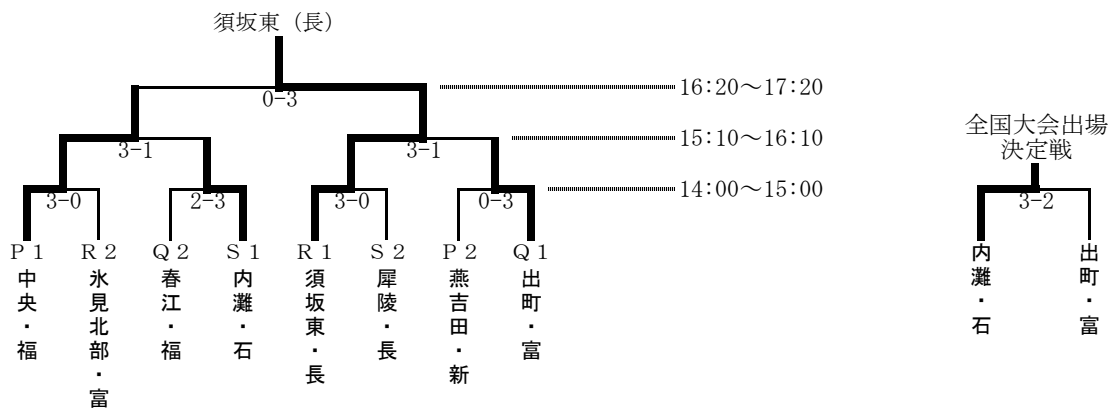 須坂東（長）
0-3
16:20～17:20
3-1
3-1
15:10～16:10
3-0
2-3
3-0
0-3
14:00～15:00
P1
R2
Q2
S1
R1
S2
P2
Q1
中央・福
氷見北部・富
春江・福
内灘・石
須坂東・長
犀陵・長
燕吉田・新
出町・富
全国大会出場
決定戦
3-2
内灘・石
出町・富